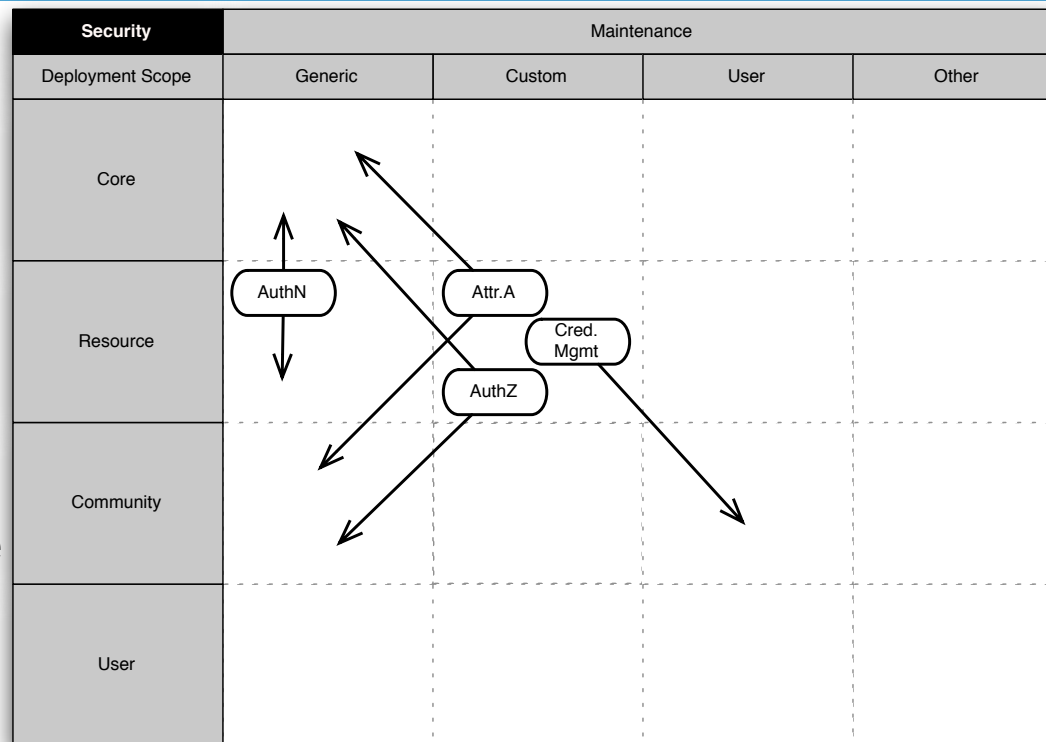 Security
Maintenance
Deployment Scope
Generic
Custom
User
Other
Core
AuthN
Attr.A
Resource
Cred.
Mgmt
AuthZ
Community
User